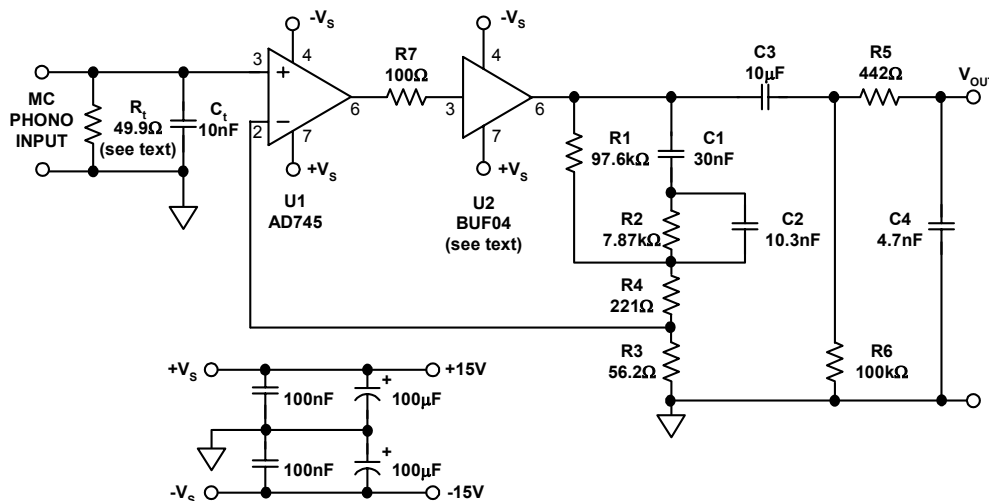 -VS
4
3
+
−
2
6
7
+VS
U1
AD745
MC
PHONO
INPUT
Rt
49.9Ω
(see text)
Ct
10nF
R7
100Ω
-VS
4
3
6
7
+VS
U2
BUF04
(see text)
R1
97.6kΩ
C1
30nF
R2
7.87kΩ
C2
10.3nF
R4
221Ω
R3
56.2Ω
C3
10μF
R5
442Ω
VOUT
C4
4.7nF
R6
100kΩ
+VS
+15V
100nF
+
100μF
100nF
+
100μF
-VS
-15V